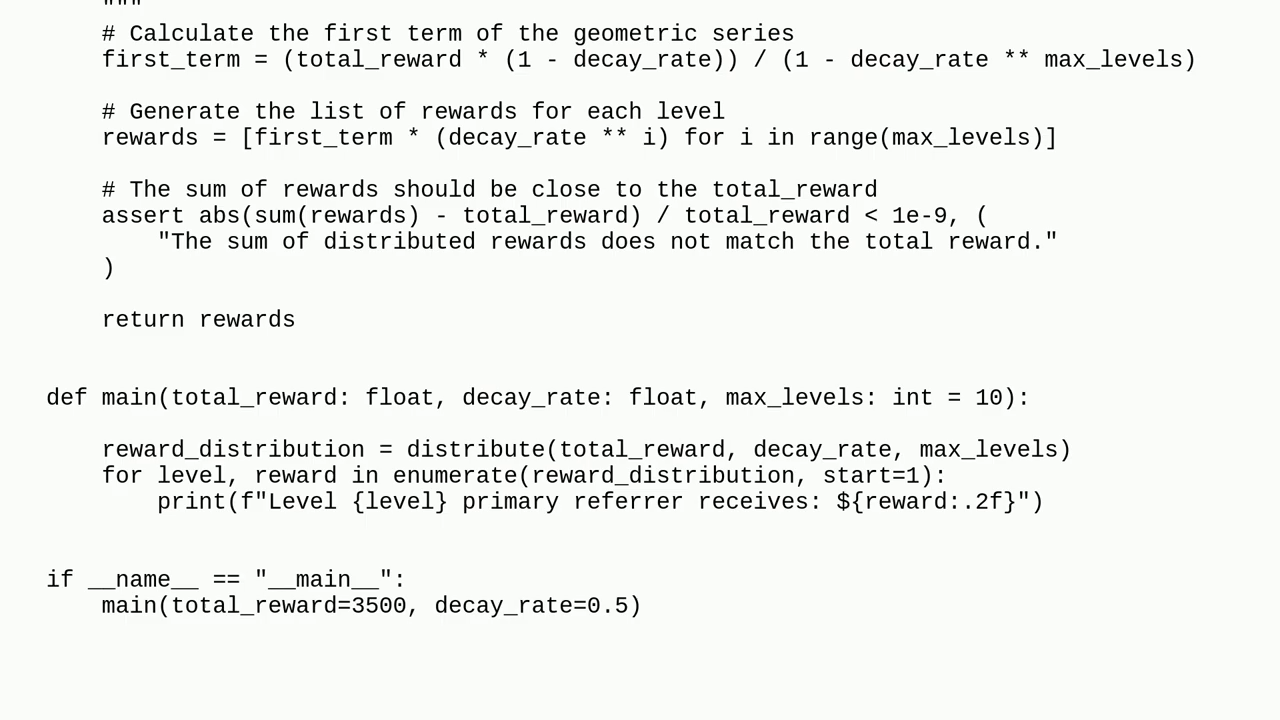 """
# Calculate the first term of the geometric series
first_term = (total_reward * (1 - decay_rate)) / (1 - decay_rate ** max_levels)
# Generate the list of rewards for each level
rewards = [first_term * (decay_rate ** i) for i in range(max_levels)]
# The sum of rewards should be close to the total_reward
assert abs(sum(rewards) - total_reward) / total_reward < 1e-9, (
"The sum of distributed rewards does not match the total reward."
)
return rewards
def main(total_reward: float, decay_rate: float, max_levels: int = 10):
reward_distribution = distribute(total_reward, decay_rate, max_levels)
for level, reward in enumerate(reward_distribution, start=1):
print(f"Level {level} primary referrer receives: ${reward:.2f}")
if __name__ == "__main__":
main(total_reward=3500, decay_rate=0.5)